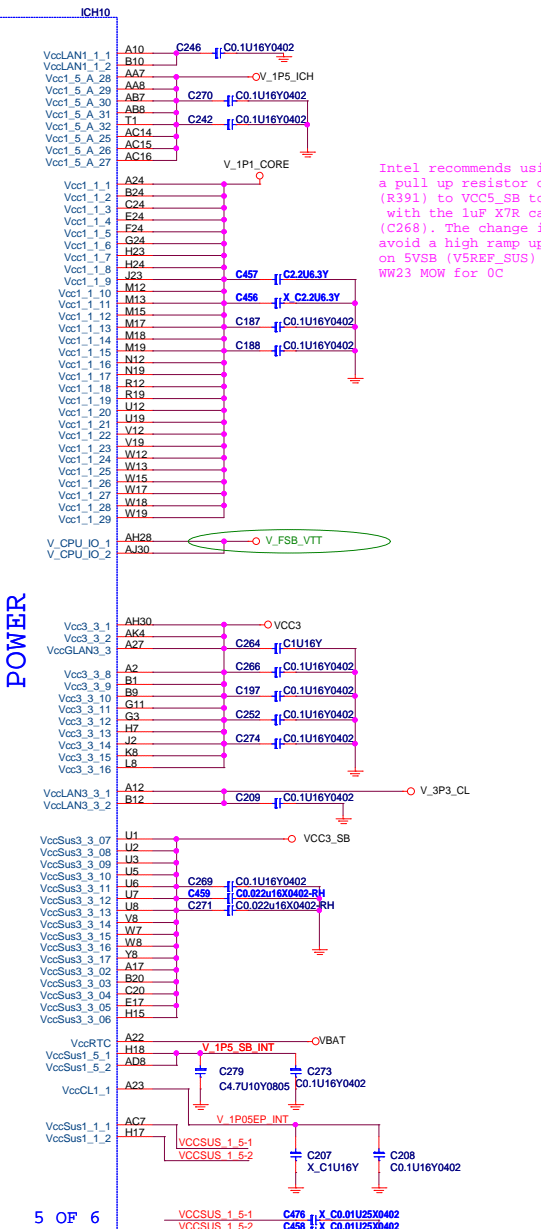 ICH10
VccLAN1_1_1 A10 C246 C0.1U16Y0402
VccLAN1_1_2 B10
Vcc1_5_A_28 AA7 V_1P5_ICH
Vcc1_5_A_29 AA8
Vcc1_5_A_30 AB7 C270 C0.1U16Y0402
Vcc1_5_A_31 AB8
Vcc1_5_A_32 T1 C242 C0.1U16Y0402
Vcc1_5_A_25 AC14
Vcc1_5_A_26 AC15
Vcc1_5_A_27 AC16
V_1P1_CORE
Intel recommends usi
a pull up resistor o
(R391) to VCC5_SB to
with the 1uF X7R ca
(C268). The change i
avoid a high ramp up
on 5VSB (V5REF_SUS)
WW23 MOW for 0C
Vcc1_1_1 A24
Vcc1_1_2 B24
Vcc1_1_3 C24
Vcc1_1_4 E24
Vcc1_1_5 F24
Vcc1_1_6 G24
Vcc1_1_7 H23
Vcc1_1_8 H24
Vcc1_1_9 J23 C457 C2.2U6.3Y
Vcc1_1_10 M12
Vcc1_1_11 M13 C456 X_C2.2U6.3Y
Vcc1_1_12 M15
Vcc1_1_13 M17 C187 C0.1U16Y0402
Vcc1_1_14 M18
Vcc1_1_15 M19 C188 C0.1U16Y0402
Vcc1_1_16 N12
Vcc1_1_17 N19
Vcc1_1_18 R12
Vcc1_1_19 R19
Vcc1_1_20 U12
Vcc1_1_21 U19
Vcc1_1_22 V12
Vcc1_1_23 V19
Vcc1_1_24 W12
Vcc1_1_25 W13
Vcc1_1_26 W15
Vcc1_1_27 W17
Vcc1_1_28 W18
Vcc1_1_29 W19
V_CPU_IO_1 AH28 V_FSB_VTT
V_CPU_IO_2 AJ30
POWER
Vcc3_3_1 AH30 VCC3
Vcc3_3_2 AK4
VccGLAN3_3 A27 C264 C1U16Y
Vcc3_3_8 A2 C266 C0.1U16Y0402
Vcc3_3_9 B1
Vcc3_3_10 B9 C197 C0.1U16Y0402
Vcc3_3_11 G11
Vcc3_3_12 G3 C252 C0.1U16Y0402
Vcc3_3_13 H7
Vcc3_3_14 J2 C274 C0.1U16Y0402
Vcc3_3_15 K8
Vcc3_3_16 L8
VccLAN3_3_1 A12 V_3P3_CL
VccLAN3_3_2 B12 C209 C0.1U16Y0402
VccSus3_3_07 U1 VCC3_SB
VccSus3_3_08 U2
VccSus3_3_09 U3
VccSus3_3_10 U5
VccSus3_3_11 U6 C269 C0.1U16Y0402
VccSus3_3_12 U7 C459 C0.022u16X0402-RH
VccSus3_3_13 U8 C271 C0.022u16X0402-RH
VccSus3_3_14 V8
VccSus3_3_15 W7
VccSus3_3_16 W8
VccSus3_3_17 Y8
VccSus3_3_02 A17
VccSus3_3_03 B20
VccSus3_3_04 C20
VccSus3_3_05 E17
VccSus3_3_06 H15
VccRTC A22 VBAT
VccSus1_5_1 H18 V_1P5_SB_INT
VccSus1_5_2 AD8
C279 C273
C4.7U10Y0805 C0.1U16Y0402
VccCL1_1 A23
V_1P05EP_INT
VccSus1_1_1 AC7
VccSus1_1_2 H17
VCCSUS_1_5-1
VCCSUS_1_5-2
C207 C208
X_C1U16Y C0.1U16Y0402
5 OF 6
VCCSUS_1_5-1 C476 X_C0.01U25X0402
VCCSUS_1_5-2 C458 X_C0.01U25X0402